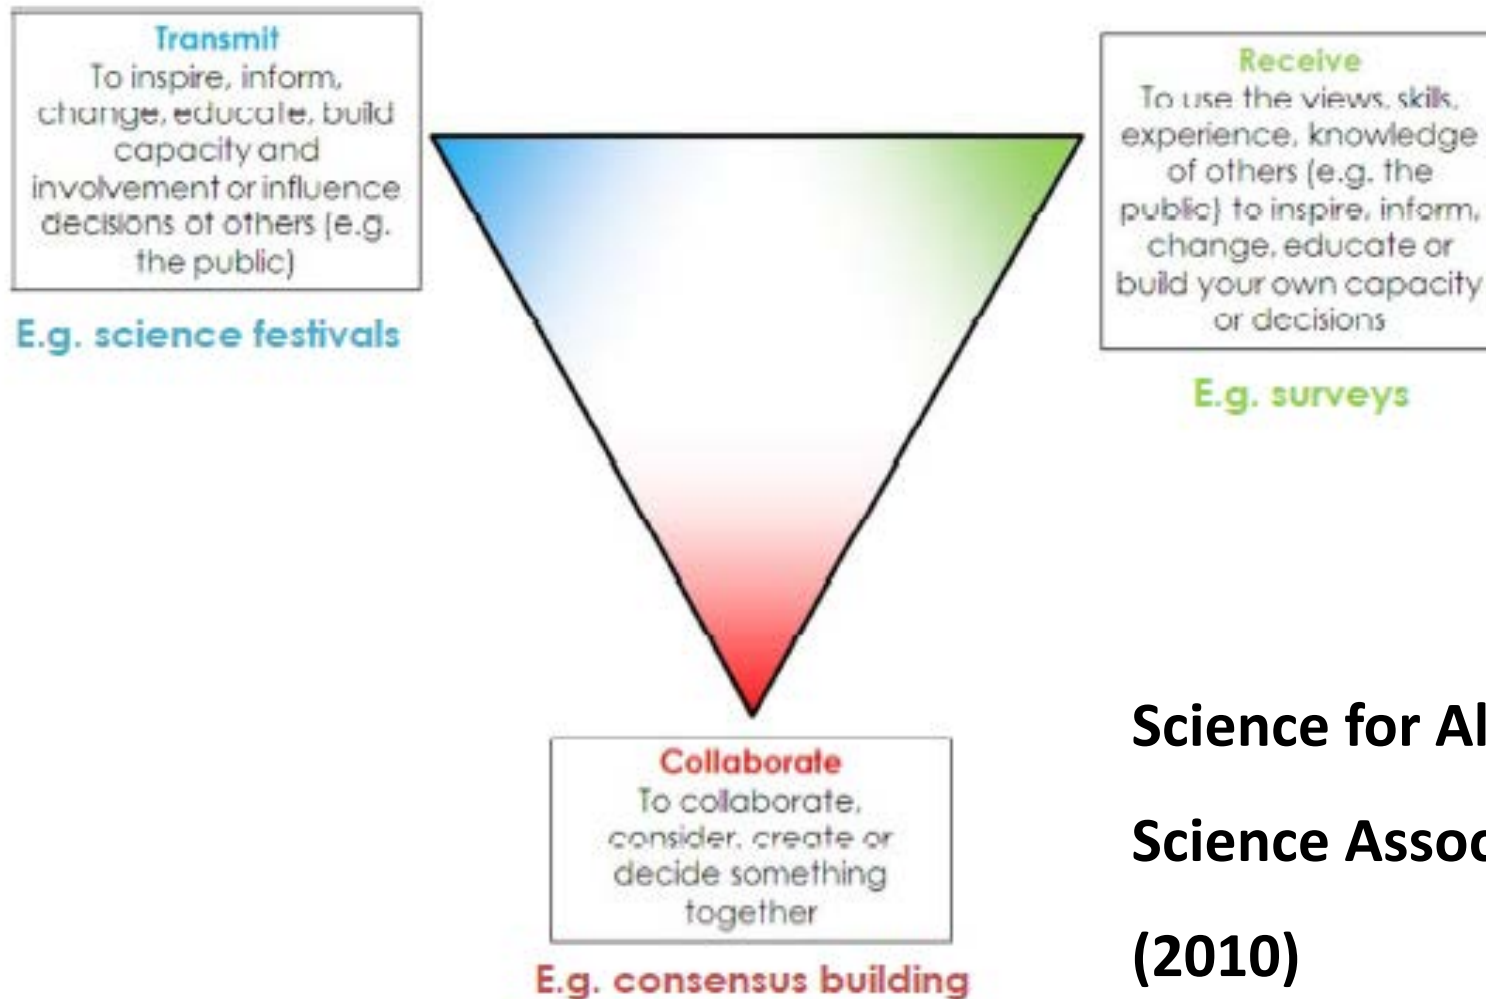 Transmit
To inspire, inform,
change, educate, build
capacity and
involvement or influence
decisions of others (e.g.
the public)
E.g. science festivals
Receive
To use the views, skills,
experience, knowledge
of others (e.g. the
public) to inspire, inform,
change, educate or
build your own capacity
or decisions
E.g. surveys
Collaborate
To collaborate,
consider, create or
decide something
together
E.g. consensus building
Science for Al
Science Assoc
(2010)